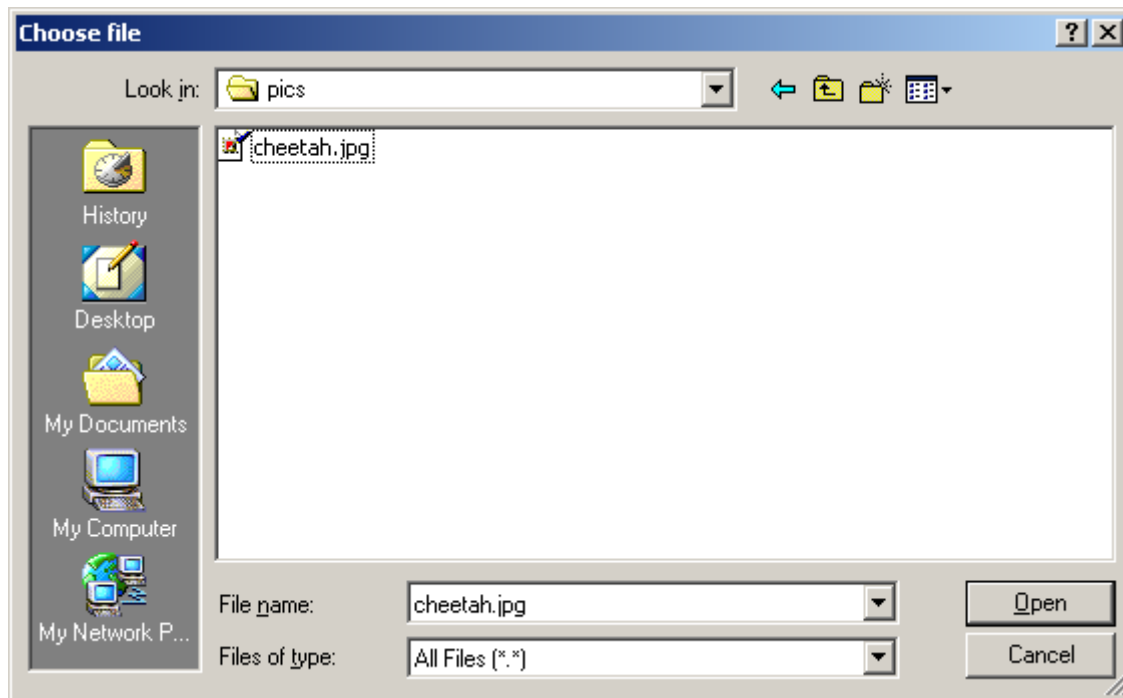 Choose file
Look in:
pics
cheetah.jpg
History
Desktop
My Documents
My Computer
My Network P...
File name:
cheetah.jpg
Open
Files of type:
All Files (*.*)
Cancel